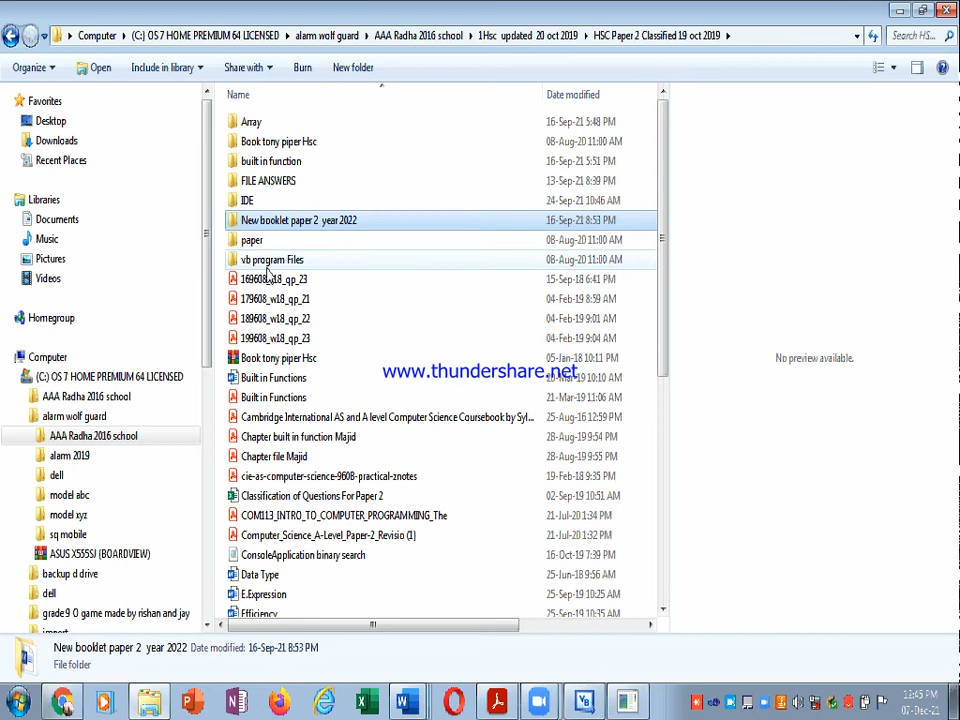 Computer (C:) OS 7 HOME PREMIUM 64 LICENSED alarm wolf guard AAA Radha 2016 school 1Hsc updated 20 oct 2019 HSC Paper 2 Classified 19 oct 2019 Search HS...
Organize Open Include in library Share with Burn New folder
Favorites
Desktop
Downloads
Recent Places
Libraries
Documents
Music
Pictures
Videos
Homegroup
Computer
(C:) OS 7 HOME PREMIUM 64 LICENSED
AAA Radha 2016 school
alarm wolf guard
AAA Radha 2016 school
alarm 2019
dell
model abc
model xyz
sq mobile
ASUS X555SJ (BOARDVIEW)
backup d drive
dell
grade 9 O game made by rishan and jay
import
Name Date modified
Array 16-Sep-21 5:48 PM
Book tony piper Hsc 08-Aug-20 11:00 AM
built in function 16-Sep-21 5:51 PM
FILE ANSWERS 13-Sep-21 8:39 PM
IDE 24-Sep-21 10:46 AM
New booklet paper 2 year 2022 16-Sep-21 8:53 PM
paper 08-Aug-20 11:00 AM
vb program Files 08-Aug-20 11:00 AM
169608_w18_qp_23 15-Sep-18 6:41 PM
179608_w18_qp_21 04-Feb-19 8:59 AM
189608_w18_qp_22 04-Feb-19 9:01 AM
199608_w18_qp_23 04-Feb-19 9:04 AM
Book tony piper Hsc 05-Jan-18 10:11 PM
Built in Functions 10:10 AM
Built in Functions 21-Mar-19 11:06 AM
Cambridge International AS and A level Computer Science Coursebook by Syl... 25-Aug-16 12:59 PM
Chapter built in function Majid 28-Aug-19 9:54 PM
Chapter file Majid 28-Aug-19 9:55 PM
cie-as-computer-science-9608-practical-znotes 19-Feb-18 9:35 PM
Classification of Questions For Paper 2 02-Sep-19 10:51 AM
COM113_INTRO_TO_COMPUTER_PROGRAMMING_The 21-Jul-20 1:34 PM
Computer_Science_A-Level_Paper-2_Revisio (1) 21-Jul-20 1:32 PM
ConsoleApplication binary search 16-Oct-19 7:39 PM
Data Type 25-Jun-18 9:56 AM
E.Expression 25-Sep-19 10:25 AM
Efficiency 25-Sep-19 10:35 AM
www.thundershare.net
No preview available.
New booklet paper 2 year 2022 Date modified: 16-Sep-21 8:53 PM
File folder
12:45 PM
07-Dec-21